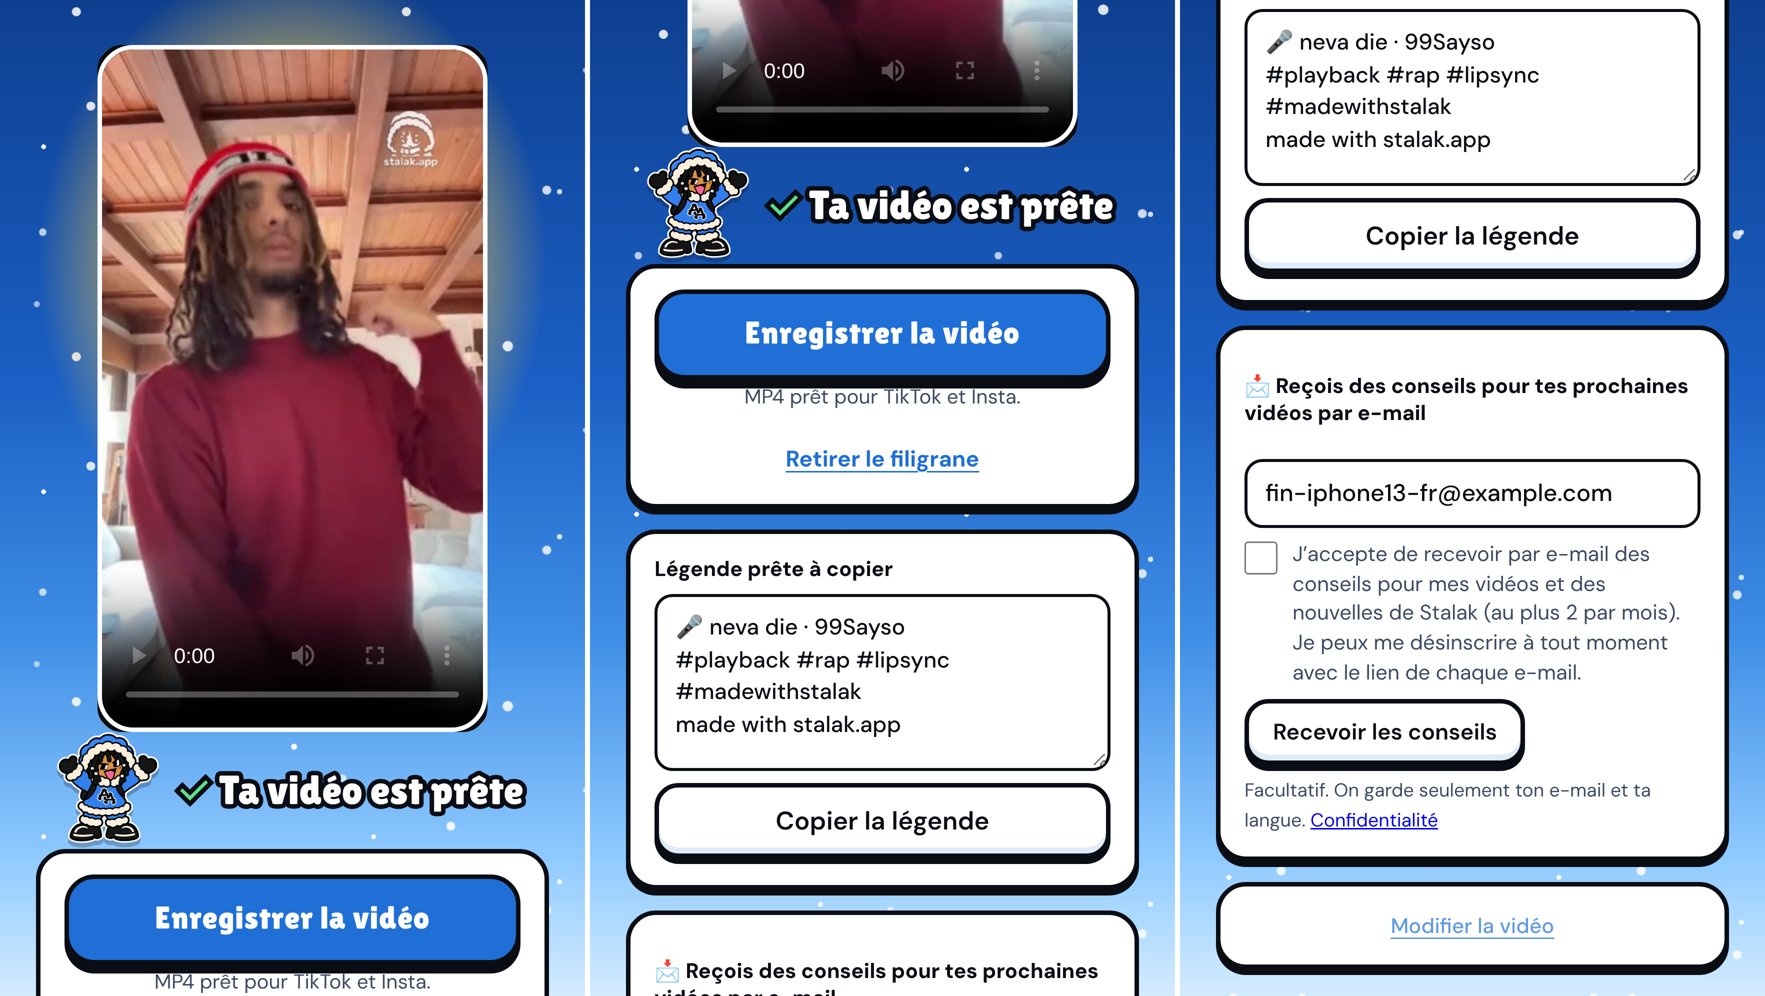 stalak.app
0:00
Ta vidéo est prête
Enregistrer la vidéo
MP4 prêt pour TikTok et Insta.
0:00
Ta vidéo est prête
Enregistrer la vidéo
MP4 prêt pour TikTok et Insta.
Retirer le filigrane
Légende prête à copier
🎤 neva die · 99Sayso
#playback #rap #lipsync
#madewithstalak
made with stalak.app
Copier la légende
📩 Reçois des conseils pour tes prochaines
vidéos par e-mail
🎤 neva die · 99Sayso
#playback #rap #lipsync
#madewithstalak
made with stalak.app
Copier la légende
📩 Reçois des conseils pour tes prochaines
vidéos par e-mail
fin-iphone13-fr@example.com
J’accepte de recevoir par e-mail des
conseils pour mes vidéos et des
nouvelles de Stalak (au plus 2 par mois).
Je peux me désinscrire à tout moment
avec le lien de chaque e-mail.
Recevoir les conseils
Facultatif. On garde seulement ton e-mail et ta
langue. Confidentialité
Modifier la vidéo